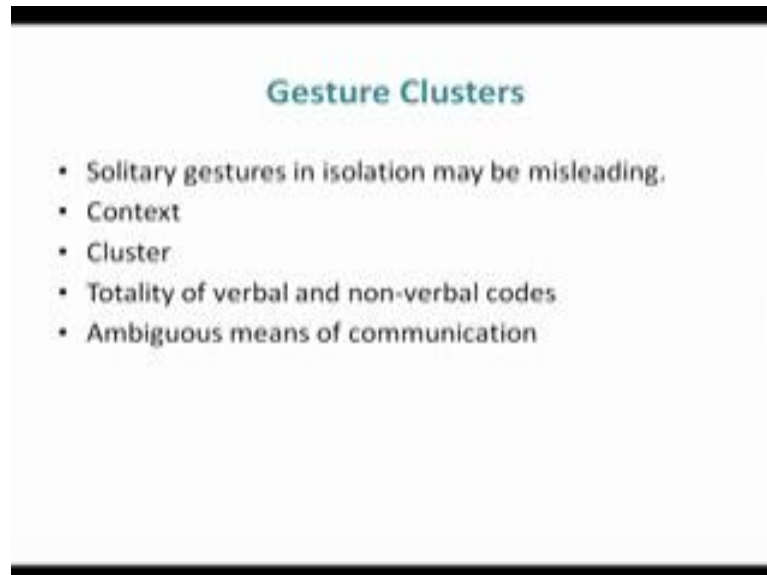 Gesture Clusters
• Solitary gestures in isolation may be misleading.
• Context
• Cluster
• Totality of verbal and non-verbal codes
• Ambiguous means of communication